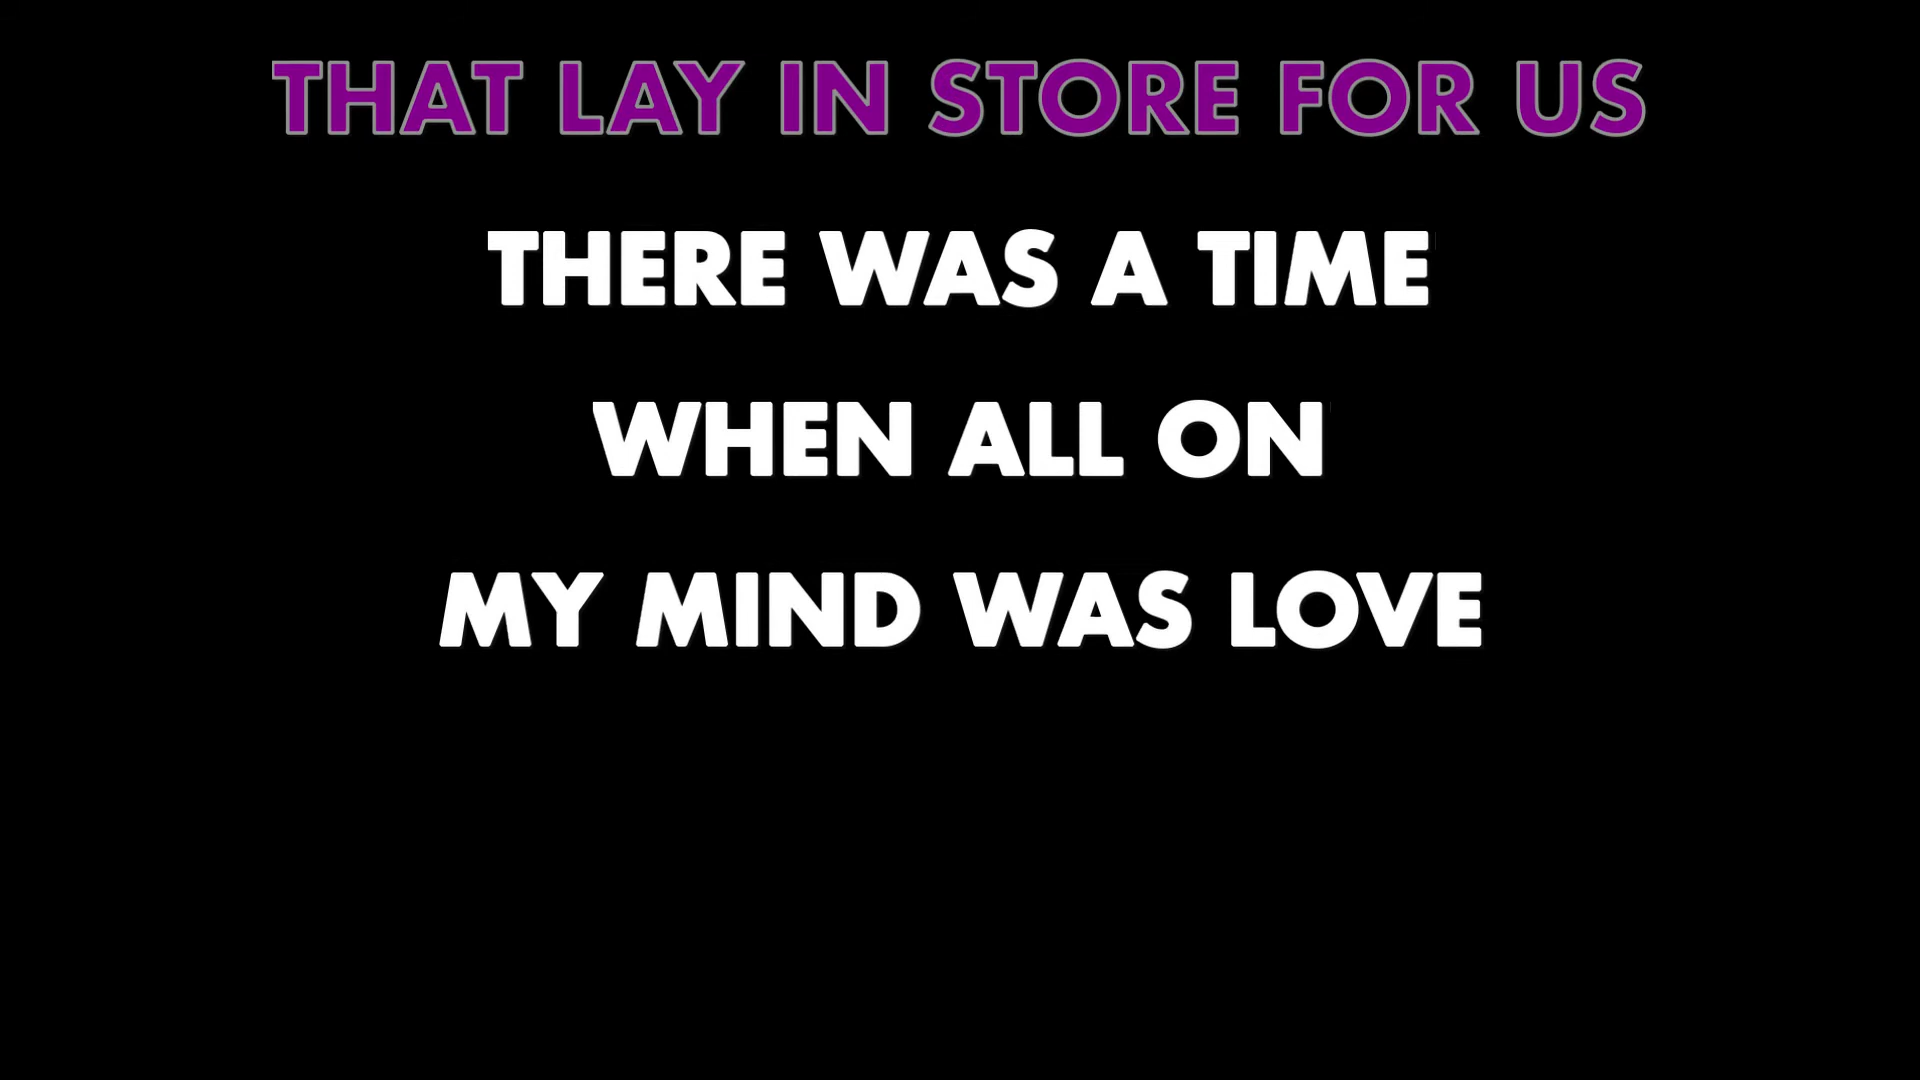 THAT LAY IN STORE FOR US
THERE WAS A TIME
WHEN ALL ON
MY MIND WAS LOVE